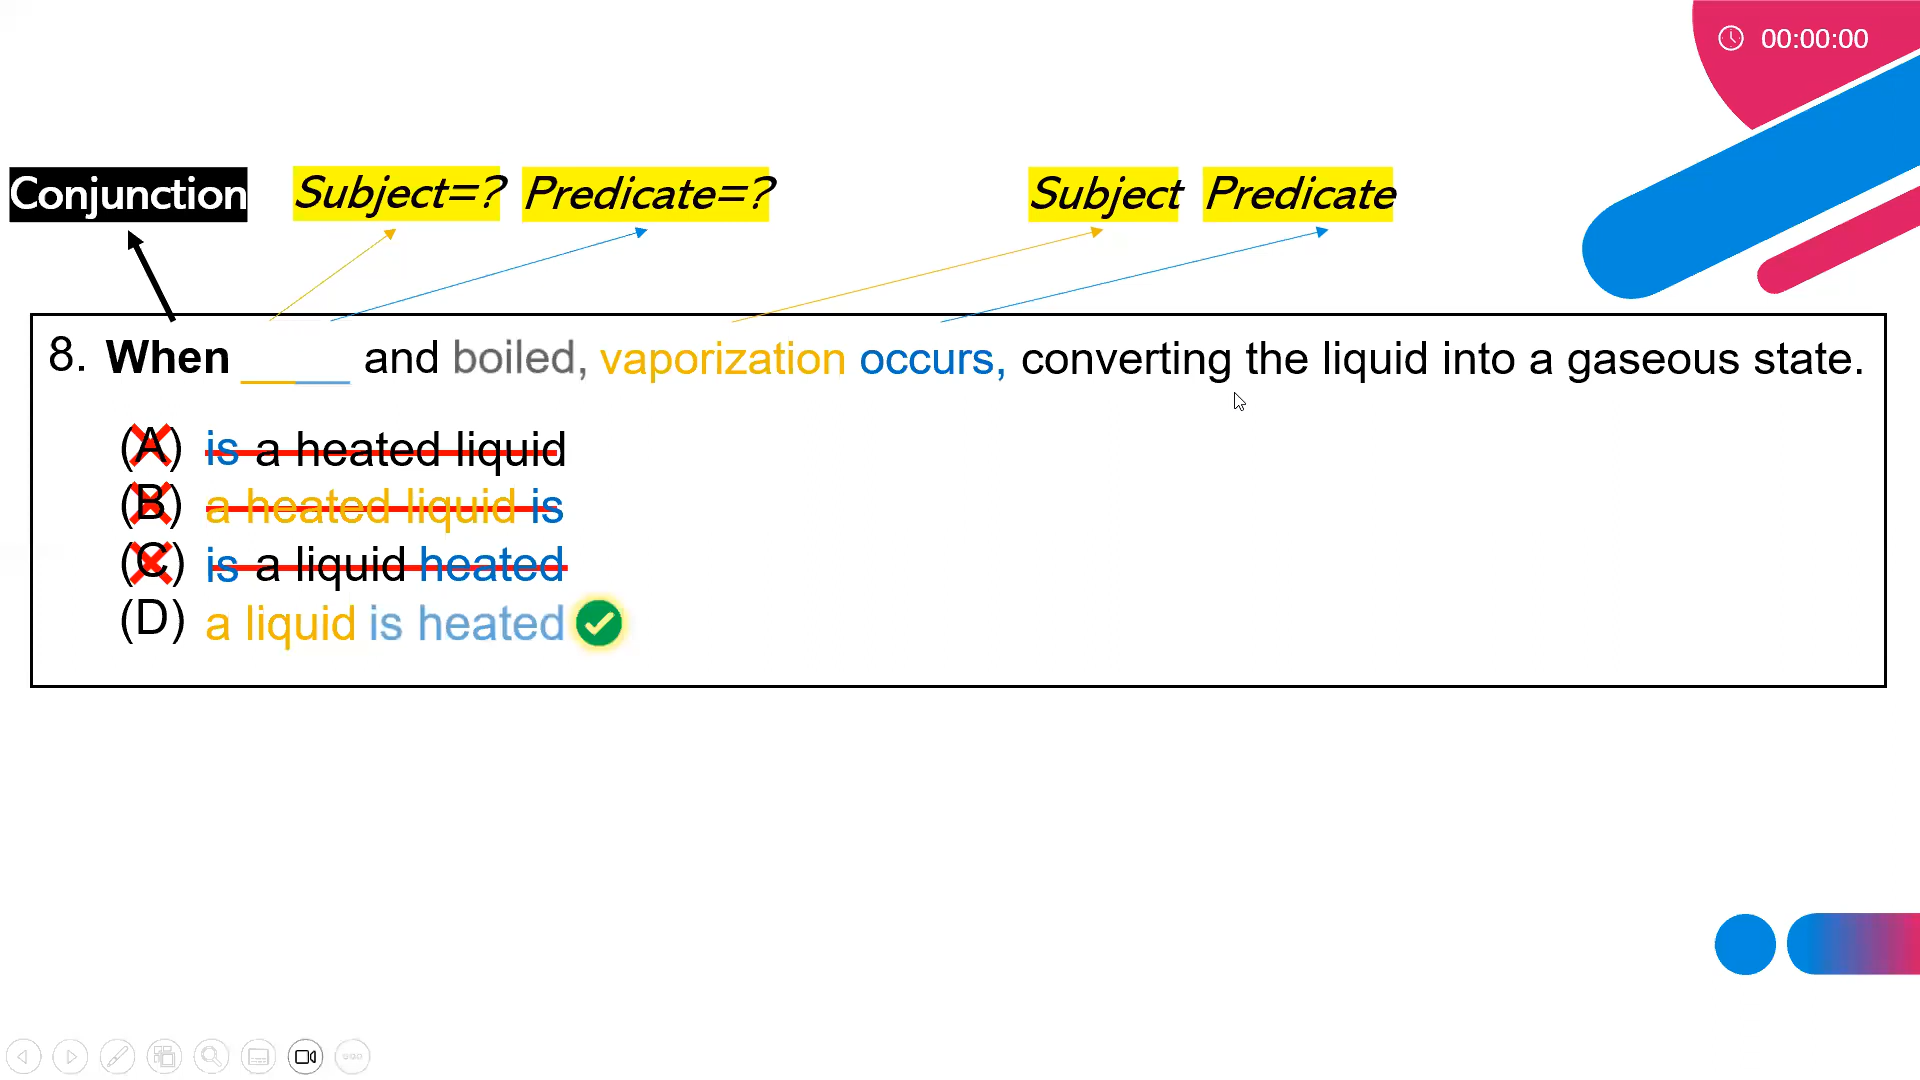 00:00:00
Conjunction Subject=? Predicate=? Subject Predicate
8. When ____ and boiled, vaporization occurs, converting the liquid into a gaseous state.
(A) is a heated liquid
(B) a heated liquid is
(C) is a liquid heated
(D) a liquid is heated